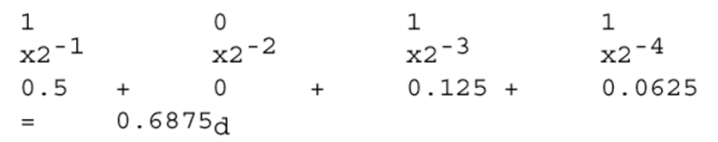 1 0 1 1
x2-1 x2-2 x2-3 x2-4
0.5 + 0 + 0.125 + 0.0625
= 0.6875d